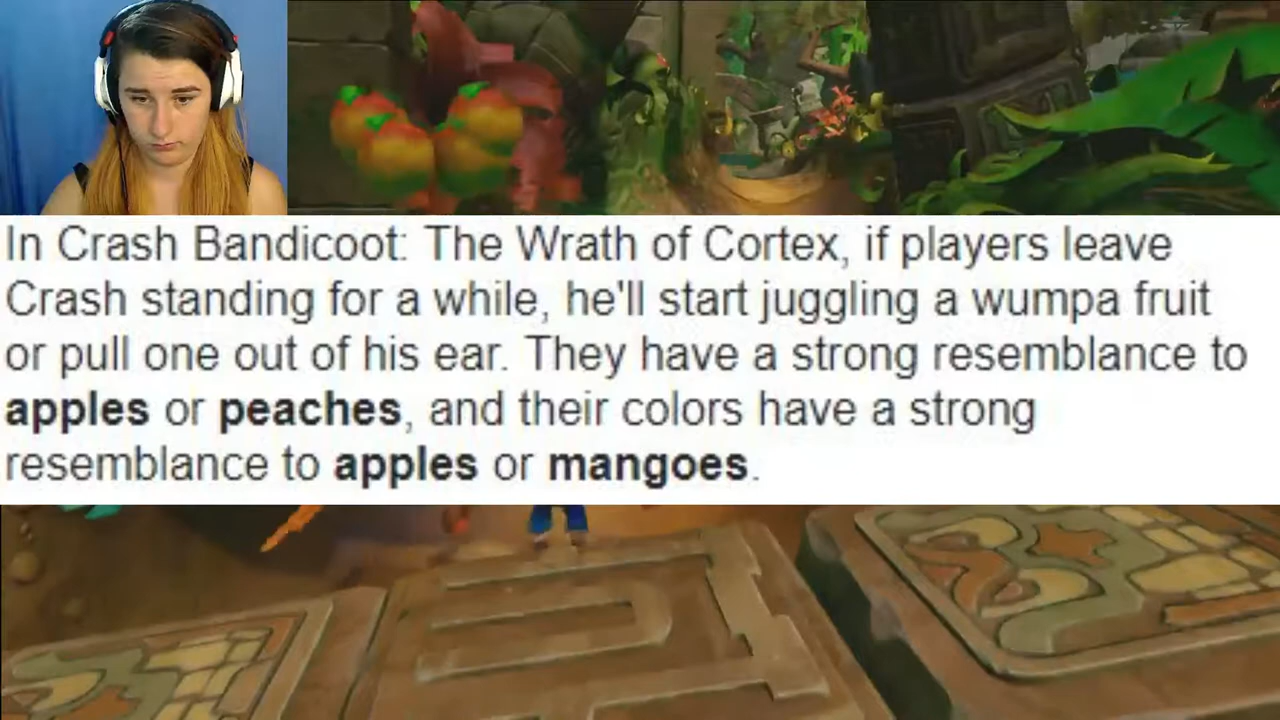 In Crash Bandicoot: The Wrath of Cortex, if players leave
Crash standing for a while, he'll start juggling a wumpa fruit
or pull one out of his ear. They have a strong resemblance to
apples or peaches, and their colors have a strong
resemblance to apples or mangoes.